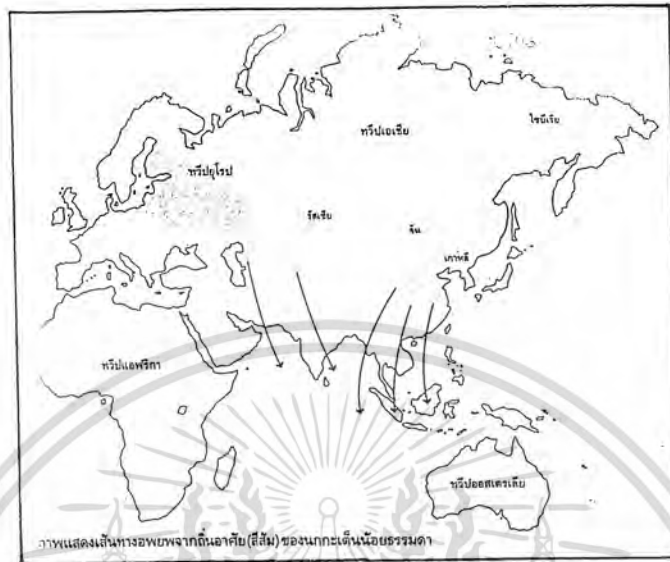 ไซบีเรีย
ทวีปเอเชีย
ทวีปยุโรป
รัสเซีย
จีน
เกาหลี
ทวีปแอฟริกา
ทวีปออสเตรเลีย
ภาพแสดงเส้นทางอพยพจากถิ่นอาศัย(สีส้ม)ของนกกะเต็นน้อยธรรมดา